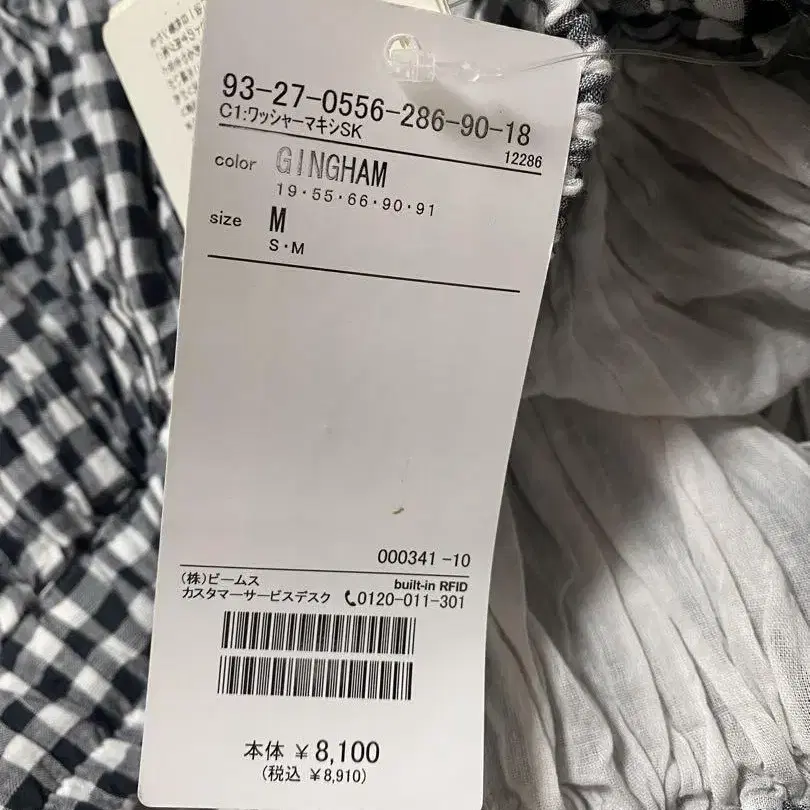 93-27-0556-286-90-18
C1:ワッシャーマキシSK
12286
color GINGHAM
19・55・66・90・91
size M
S・M
000341 -10
(株)ビームス
built-in RFID
カスタマーサービスデスク 0120-011-301
本体 ¥8,100
(税込 ¥8,910)